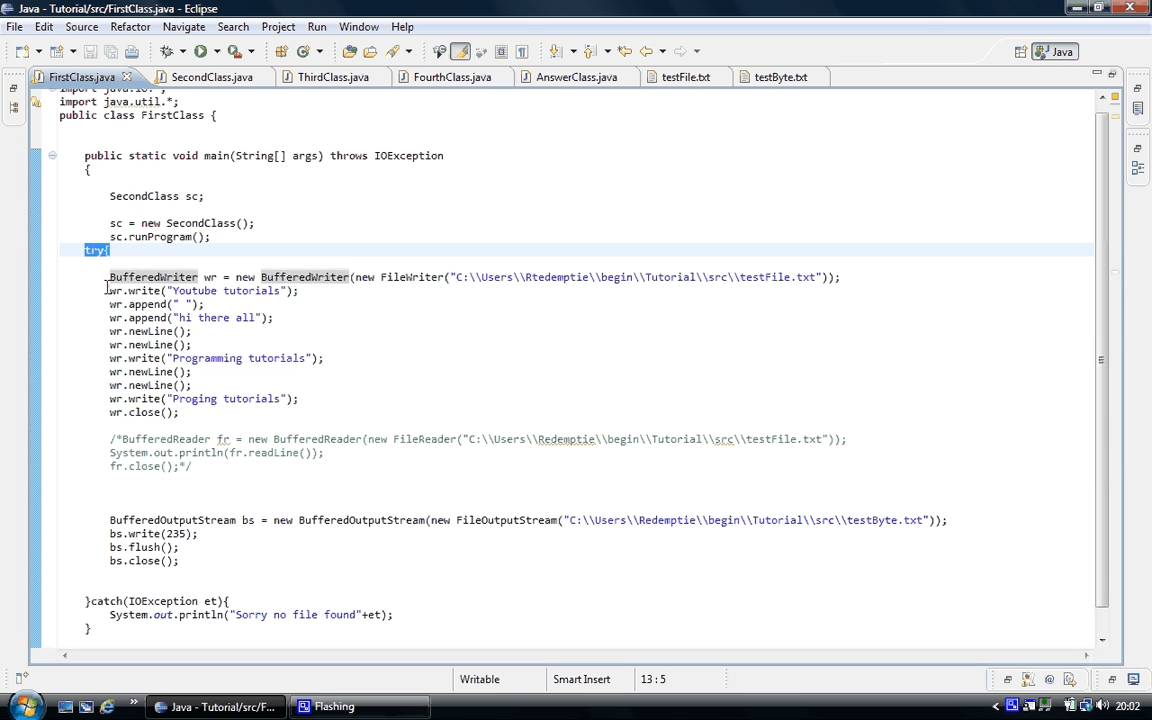 Java - Tutorial/src/FirstClass.java - Eclipse
File Edit Source Refactor Navigate Search Project Run Window Help
Java
FirstClass.java SecondClass.java ThirdClass.java FourthClass.java AnswerClass.java testFile.txt testByte.txt
import java.io.*;
import java.util.*;
public class FirstClass {
public static void main(String[] args) throws IOException
{
SecondClass sc;
sc = new SecondClass();
sc.runProgram();
try{
BufferedWriter wr = new BufferedWriter(new FileWriter("C:\\Users\\Rtedemptie\\begin\\Tutorial\\src\\testFile.txt"));
wr.write("Youtube tutorials");
wr.append(" ");
wr.append("hi there all");
wr.newLine();
wr.newLine();
wr.write("Programming tutorials");
wr.newLine();
wr.newLine();
wr.write("Proging tutorials");
wr.close();
/*BufferedReader fr = new BufferedReader(new FileReader("C:\\Users\\Redemptie\\begin\\Tutorial\\src\\testFile.txt"));
System.out.println(fr.readLine());
fr.close();*/
BufferedOutputStream bs = new BufferedOutputStream(new FileOutputStream("C:\\Users\\Redemptie\\begin\\Tutorial\\src\\testByte.txt"));
bs.write(235);
bs.flush();
bs.close();
}catch(IOException et){
System.out.println("Sorry no file found"+et);
}
Writable Smart Insert 13 : 5
Java - Tutorial/src/F... Flashing 20:02